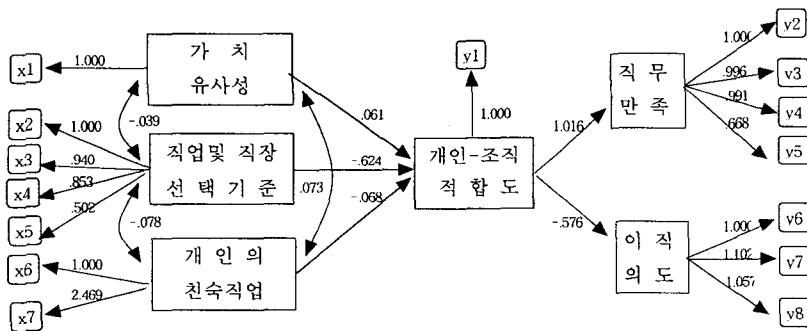 가 치
유사성
직업및 직장
선택기준
개인의
친숙직업
개인-조직
적합도
직무
만족
이직
의도
x1
x2
x3
x4
x5
x6
x7
y1
y2
y3
y4
y5
y6
y7
y8
1.000
1.000
.940
.853
.502
1.000
2.469
-.039
-.078
.073
.061
-.624
-.068
1.000
1.016
-.576
1.000
.996
.991
.668
1.000
1.102
1.057